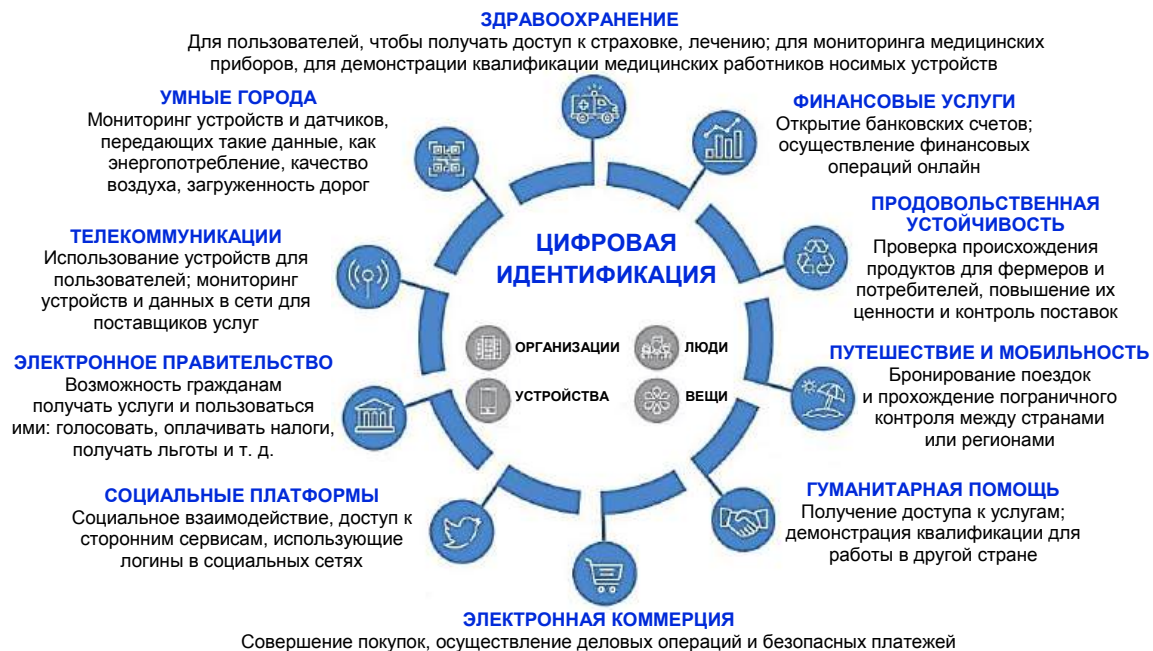 ЗДРАВООХРАНЕНИЕ
Для пользователей, чтобы получать доступ к страховке, лечению; для мониторинга медицинских
приборов, для демонстрации квалификации медицинских работников носимых устройств
УМНЫЕ ГОРОДА
Мониторинг устройств и датчиков,
передающих такие данные, как
энергопотребление, качество
воздуха, загруженность дорог
ФИНАНСОВЫЕ УСЛУГИ
Открытие банковских счетов;
осуществление финансовых
операций онлайн
ПРОДОВОЛЬСТВЕННАЯ
УСТОЙЧИВОСТЬ
Проверка происхождения
продуктов для фермеров и
потребителей, повышение их
ценности и контроль поставок
ТЕЛЕКОММУНИКАЦИИ
Использование устройств для
пользователей; мониторинг
устройств и данных в сети для
поставщиков услуг
ЦИФРОВАЯ
ИДЕНТИФИКАЦИЯ
ОРГАНИЗАЦИИ
ЛЮДИ
УСТРОЙСТВА
ВЕЩИ
ЭЛЕКТРОННОЕ ПРАВИТЕЛЬСТВО
Возможность гражданам
получать услуги и пользоваться
ими: голосовать, оплачивать налоги,
получать льготы и т. д.
ПУТЕШЕСТВИЕ И МОБИЛЬНОСТЬ
Бронирование поездок
и прохождение пограничного
контроля между странами
или регионами
СОЦИАЛЬНЫЕ ПЛАТФОРМЫ
Социальное взаимодействие, доступ к
сторонним сервисам, использующие
логины в социальных сетях
ГУМАНИТАРНАЯ ПОМОЩЬ
Получение доступа к услугам;
демонстрация квалификации для
работы в другой стране
ЭЛЕКТРОННАЯ КОММЕРЦИЯ
Совершение покупок, осуществление деловых операций и безопасных платежей